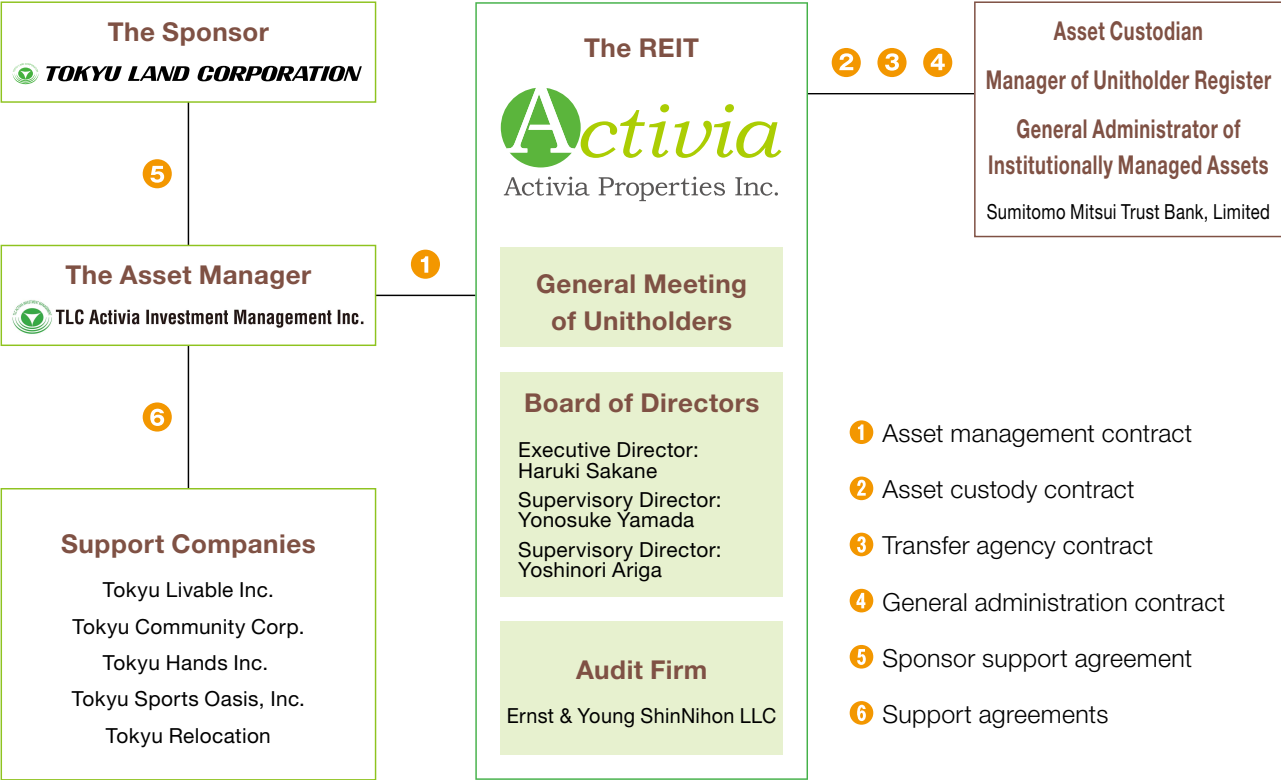 The Sponsor
TOKYU LAND CORPORATION
5
The Asset Manager
TLC Activia Investment Management Inc.
6
Support Companies
Tokyu Livable Inc.
Tokyu Community Corp.
Tokyu Hands Inc.
Tokyu Sports Oasis, Inc.
Tokyu Relocation
1
The REIT
Activia
Activia Properties Inc.
General Meeting
of Unitholders
Board of Directors
Executive Director:
Haruki Sakane
Supervisory Director:
Yonosuke Yamada
Supervisory Director:
Yoshinori Ariga
Audit Firm
Ernst & Young ShinNihon LLC
2 3 4
Asset Custodian
Manager of Unitholder Register
General Administrator of
Institutionally Managed Assets
Sumitomo Mitsui Trust Bank, Limited
1 Asset management contract
2 Asset custody contract
3 Transfer agency contract
4 General administration contract
5 Sponsor support agreement
6 Support agreements